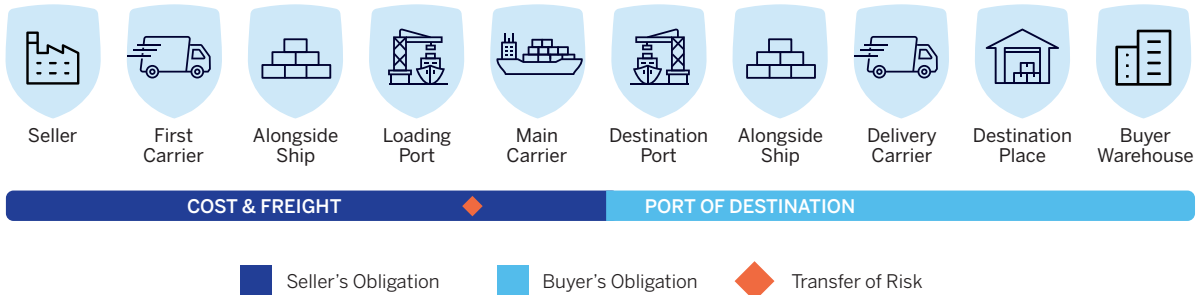 Seller
First
Carrier
Alongside
Ship
Loading
Port
Main
Carrier
Destination
Port
Alongside
Ship
Delivery
Carrier
Destination
Place
Buyer
Warehouse
COST & FREIGHT
PORT OF DESTINATION
Seller's Obligation
Buyer's Obligation
Transfer of Risk